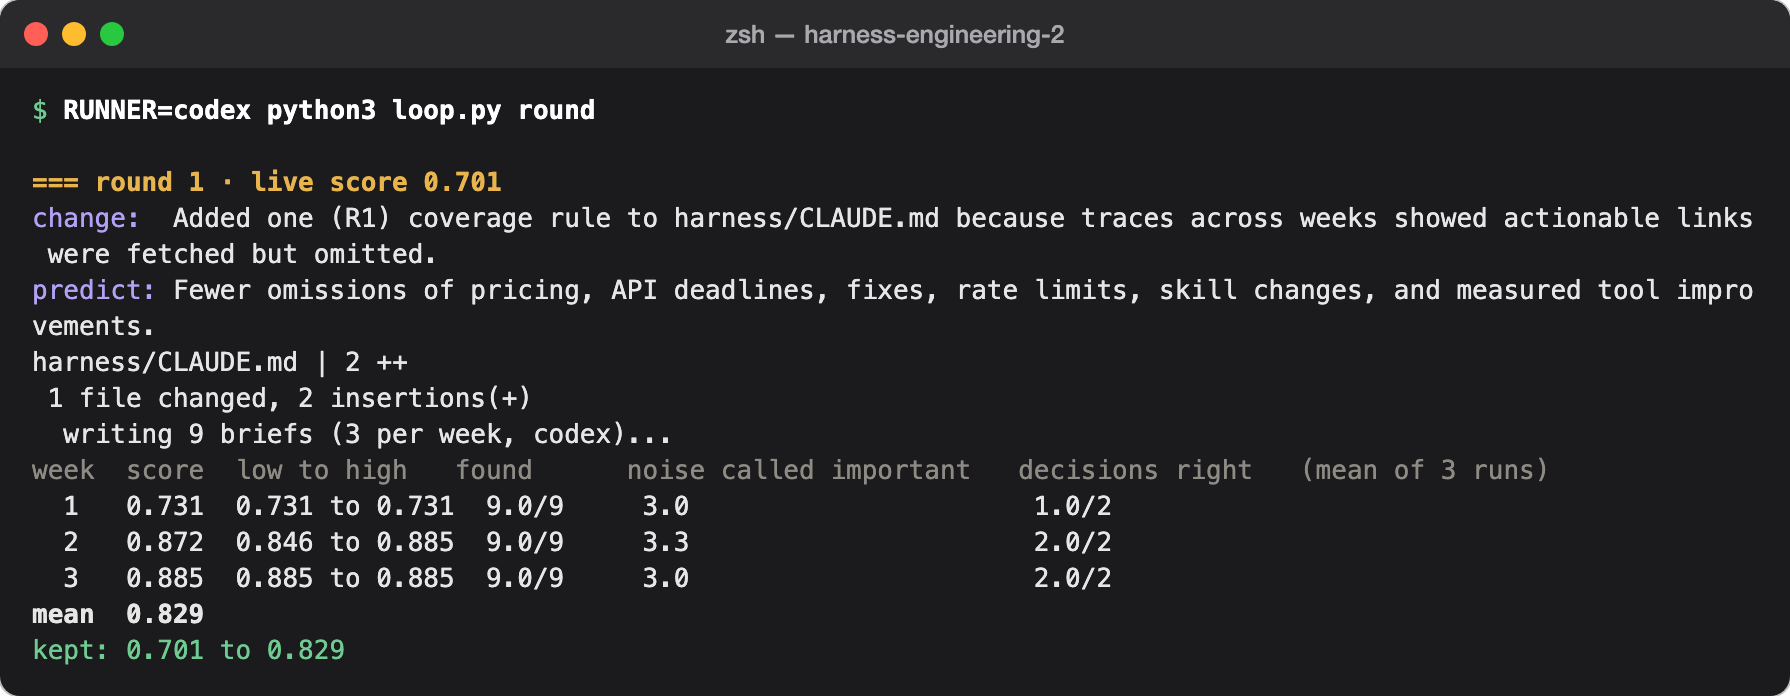 zsh — harness-engineering-2
$ RUNNER=codex python3 loop.py round
=== round 1 · live score 0.701
change:  Added one (R1) coverage rule to harness/CLAUDE.md because traces across weeks showed actionable links
 were fetched but omitted.
predict: Fewer omissions of pricing, API deadlines, fixes, rate limits, skill changes, and measured tool impro
vements.
harness/CLAUDE.md | 2 ++
 1 file changed, 2 insertions(+)
  writing 9 briefs (3 per week, codex)...
week  score  low to high   found      noise called important   decisions right   (mean of 3 runs)
  1   0.731  0.731 to 0.731  9.0/9     3.0                      1.0/2
  2   0.872  0.846 to 0.885  9.0/9     3.3                      2.0/2
  3   0.885  0.885 to 0.885  9.0/9     3.0                      2.0/2
mean  0.829
kept: 0.701 to 0.829